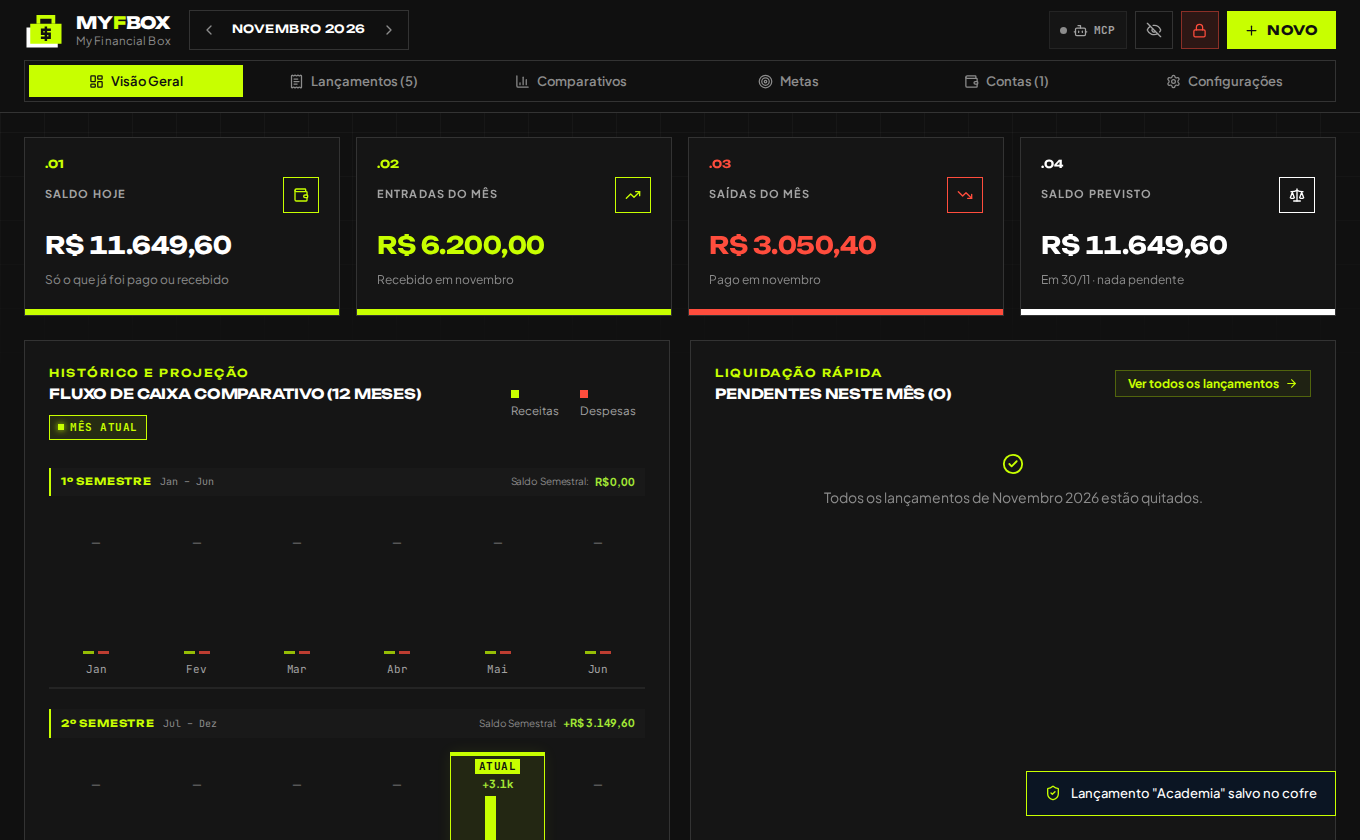 MYFBOX
MyFinancial Box
NOVEMBRO 2026
MCP
NOVO
Visão Geral
Lançamentos (5)
Comparativos
Metas
Contas (1)
Configurações
.01
SALDO HOJE
R$ 11.649,60
Só o que já foi pago ou recebido
.02
ENTRADAS DO MÊS
R$ 6.200,00
Recebido em novembro
.03
SAÍDAS DO MÊS
R$ 3.050,40
Pago em novembro
.04
SALDO PREVISTO
R$ 11.649,60
Em 30/11 · nada pendente
HISTÓRICO E PROJEÇÃO
FLUXO DE CAIXA COMPARATIVO (12 MESES)
MÊS ATUAL
Receitas
Despesas
1º SEMESTRE
Jan – Jun
Saldo Semestral:
R$ 0,00
Jan
Fev
Mar
Abr
Mai
Jun
2º SEMESTRE
Jul – Dez
Saldo Semestral:
+R$ 3.149,60
ATUAL
+3.1k
LIQUIDAÇÃO RÁPIDA
PENDENTES NESTE MÊS (0)
Ver todos os lançamentos
Todos os lançamentos de Novembro 2026 estão quitados.
Lançamento "Academia" salvo no cofre